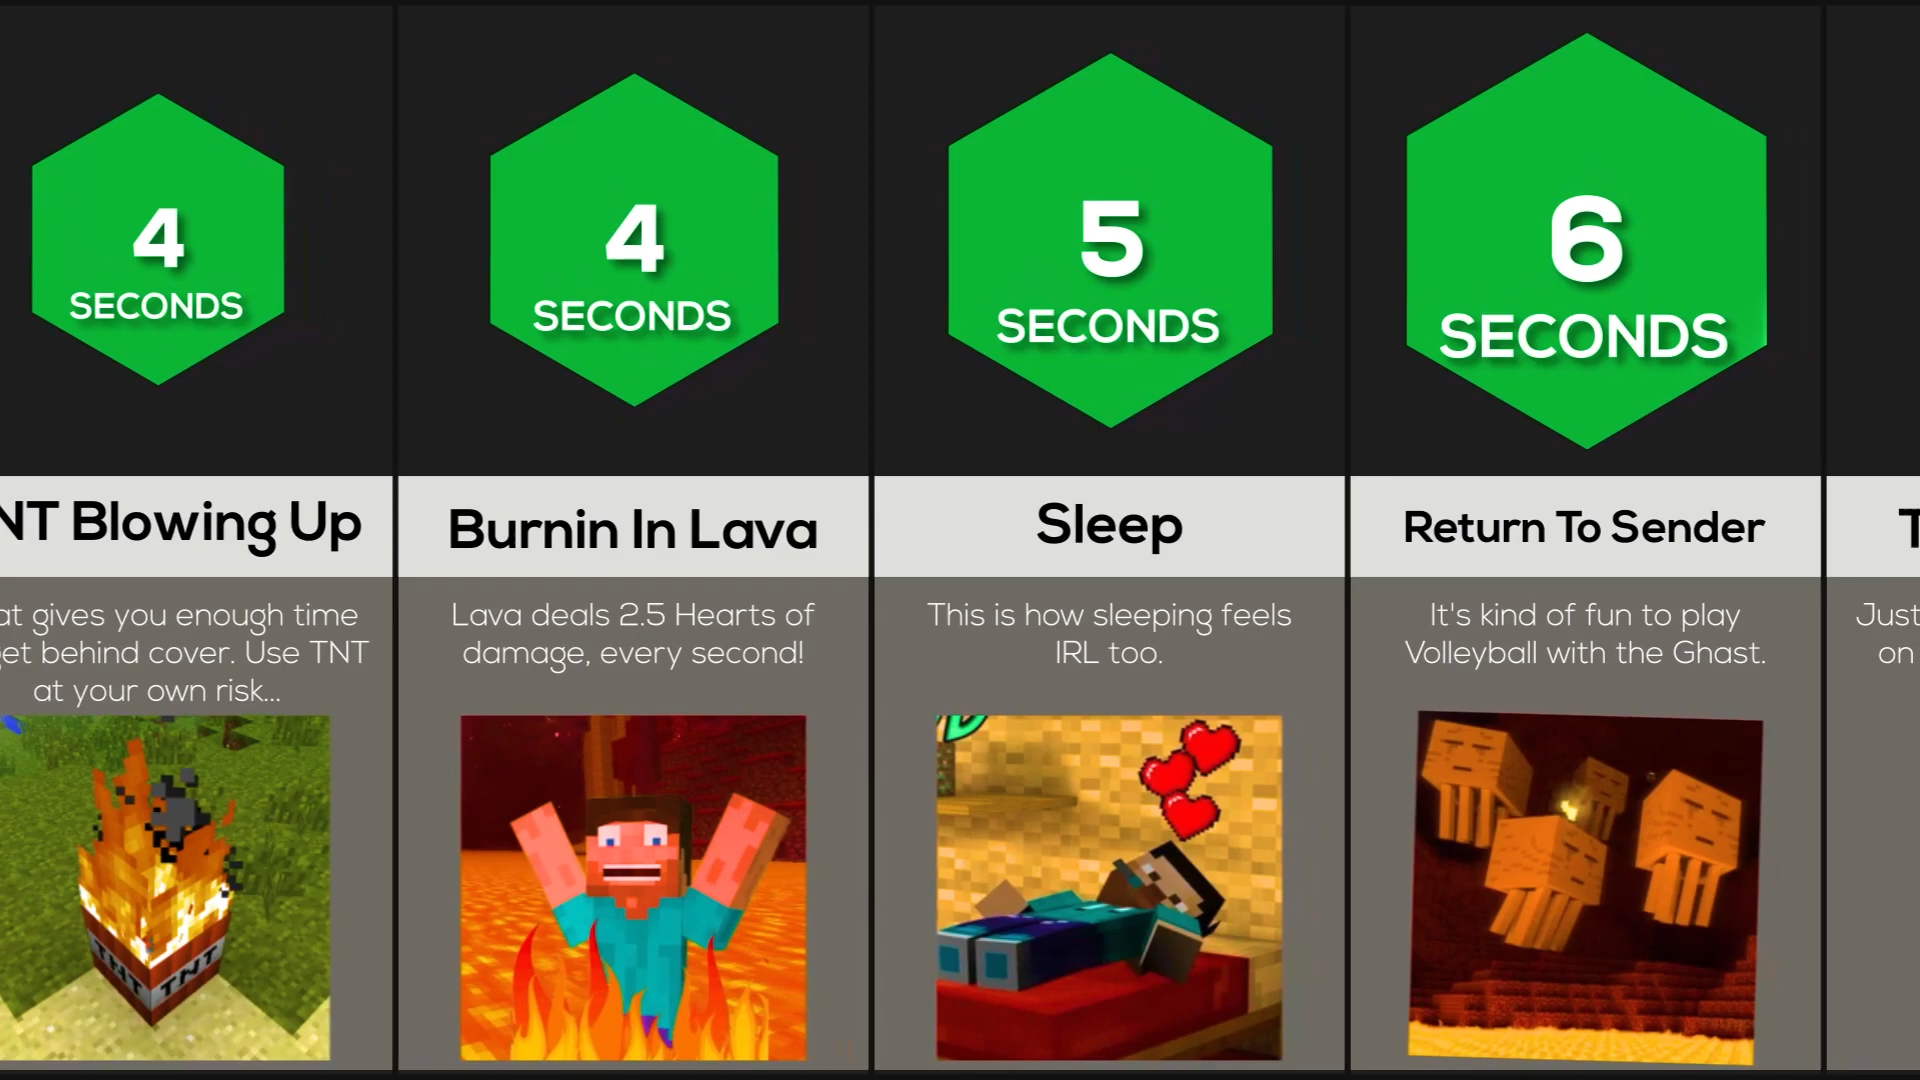 4
SECONDS
NT Blowing Up
at gives you enough time
et behind cover. Use TNT
at your own risk...
TNT TNT
4
SECONDS
Burnin In Lava
Lava deals 2.5 Hearts of
damage, every second!
5
SECONDS
Sleep
This is how sleeping feels
IRL too.
6
SECONDS
Return To Sender
It's kind of fun to play
Volleyball with the Ghast.
T
Just
on